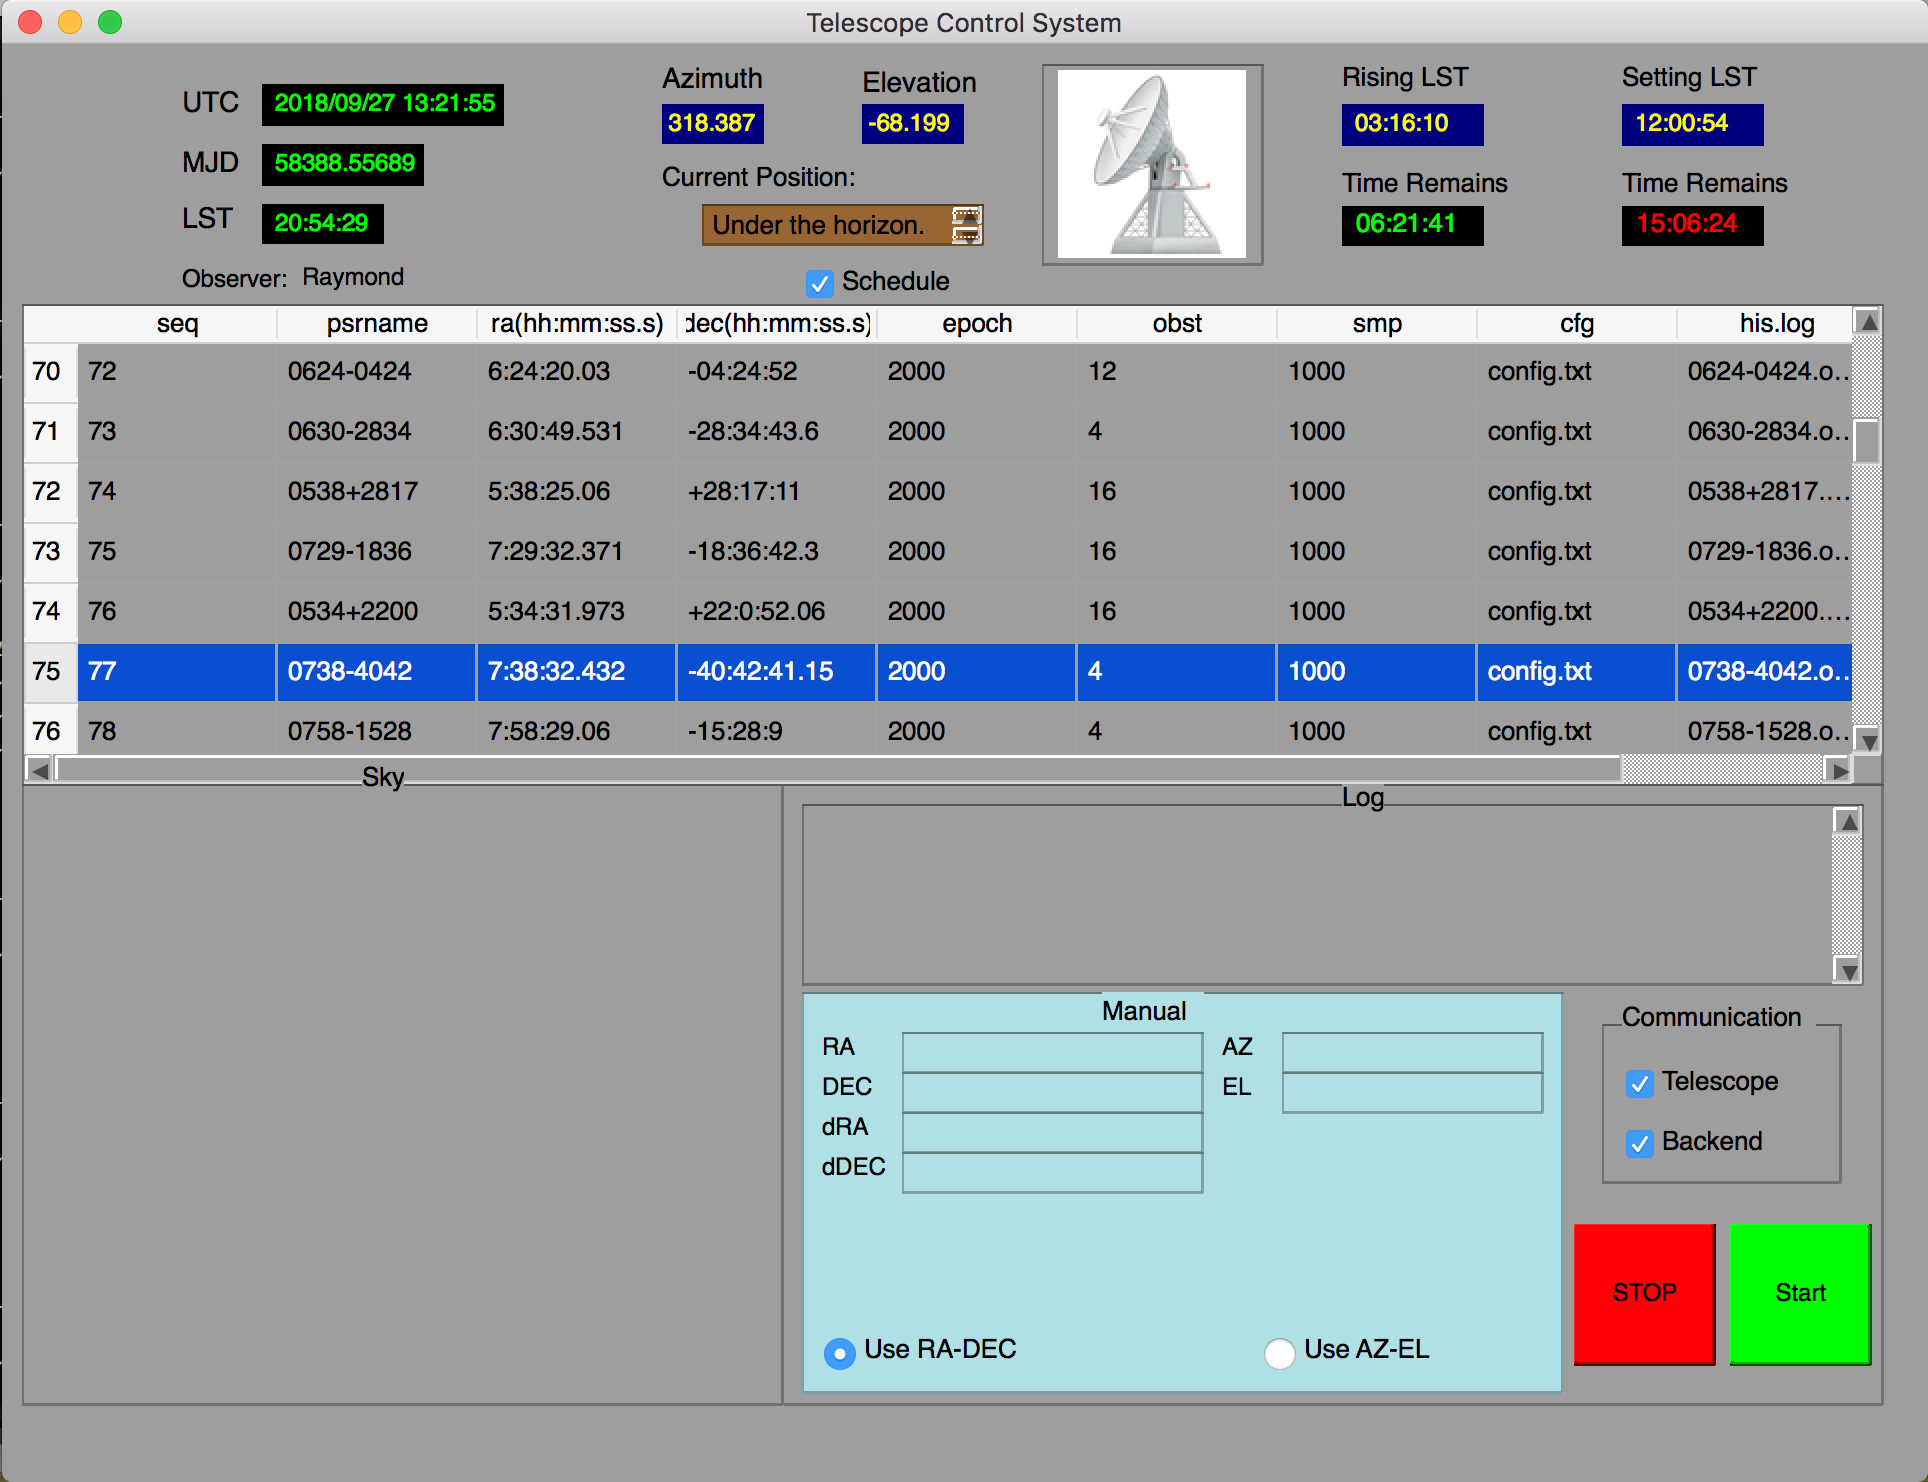 Telescope Control System
UTC 2018/09/27 13:21:55
MJD 58388.55689
LST 20:54:29
Observer: Raymond
Azimuth Elevation
318.387 -68.199
Current Position:
Under the horizon.
Schedule
Rising LST Setting LST
03:16:10 12:00:54
Time Remains Time Remains
06:21:41 15:06:24
seq psrname ra(hh:mm:ss.s) dec(hh:mm:ss.s) epoch obst smp cfg his.log
70 72 0624-0424 6:24:20.03 -04:24:52 2000 12 1000 config.txt 0624-0424.o...
71 73 0630-2834 6:30:49.531 -28:34:43.6 2000 4 1000 config.txt 0630-2834.o...
72 74 0538+2817 5:38:25.06 +28:17:11 2000 16 1000 config.txt 0538+2817....
73 75 0729-1836 7:29:32.371 -18:36:42.3 2000 16 1000 config.txt 0729-1836.o...
74 76 0534+2200 5:34:31.973 +22:0:52.06 2000 16 1000 config.txt 0534+2200....
75 77 0738-4042 7:38:32.432 -40:42:41.15 2000 4 1000 config.txt 0738-4042.o...
76 78 0758-1528 7:58:29.06 -15:28:9 2000 4 1000 config.txt 0758-1528.o...
Sky
Log
Manual
RA AZ
DEC EL
dRA
dDEC
Use RA-DEC Use AZ-EL
Communication
Telescope
Backend
STOP Start